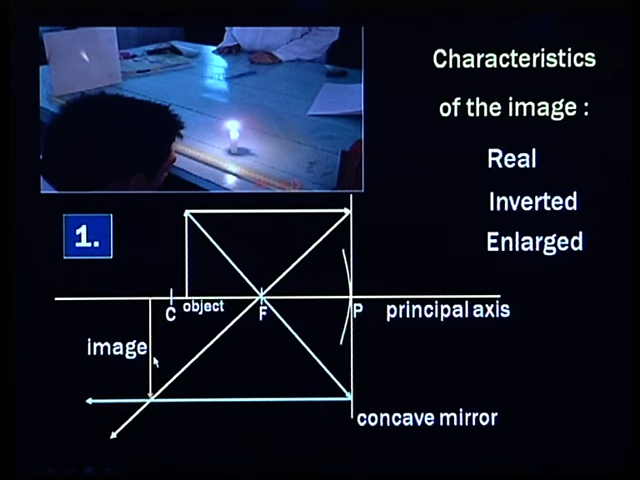 Characteristics
of the image :
Real
Inverted
Enlarged
1.
C
object
F
P
principal axis
image
concave mirror